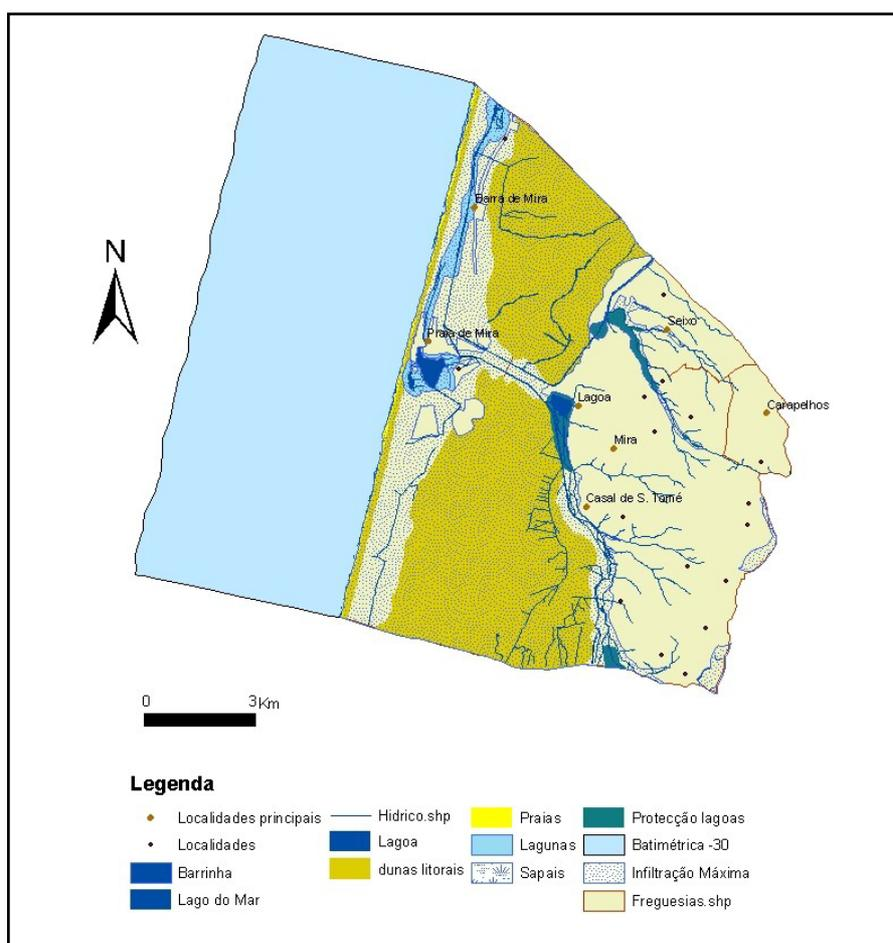 N
Barra de Mira
Praia de Mira
Seixo
Lagoa
Carapelhos
Mira
Casal de S. Tomé
0 3 Km
Legenda
Localidades principais
Localidades
Barrinha
Lago do Mar
Hidrico.shp
Lagoa
dunas litorais
Praias
Lagunas
Sapais
Protecção lagoas
Batimétrica -30
Infiltração Máxima
Freguesias.shp